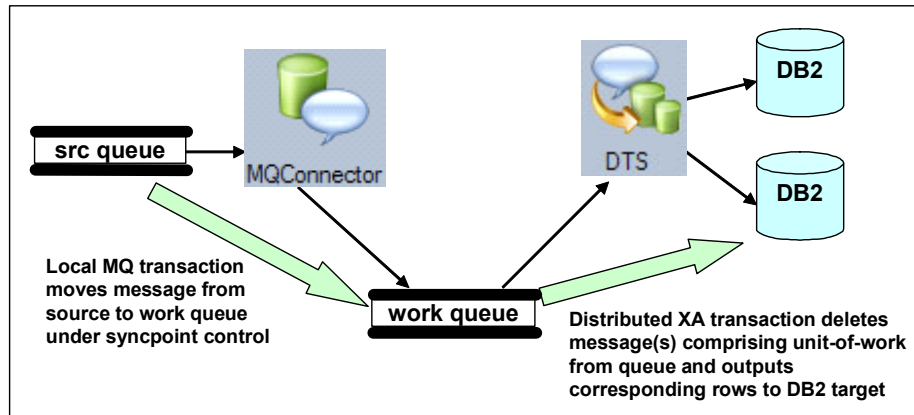 src queue
MQConnector
DTS
DB2
DB2
Local MQ transaction
moves message from
source to work queue
under syncpoint control
work queue
Distributed XA transaction deletes
message(s) comprising unit-of-work
from queue and outputs
corresponding rows to DB2 target